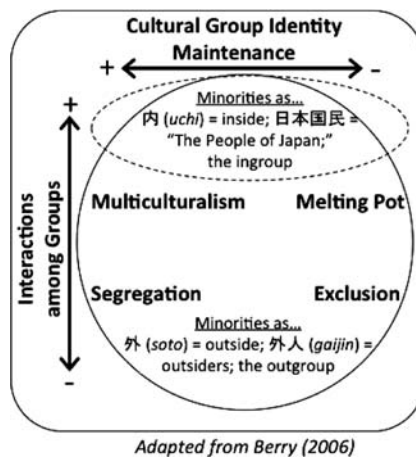 Cultural Group Identity
Maintenance
+ -
+
Minorities as...
内 (uchi) = inside; 日本国民 =
"The People of Japan;"
the ingroup
Interactions
among Groups
Multiculturalism Melting Pot
Segregation Exclusion
Minorities as...
外 (soto) = outside; 外人 (gaijin) =
outsiders; the outgroup
-
Adapted from Berry (2006)